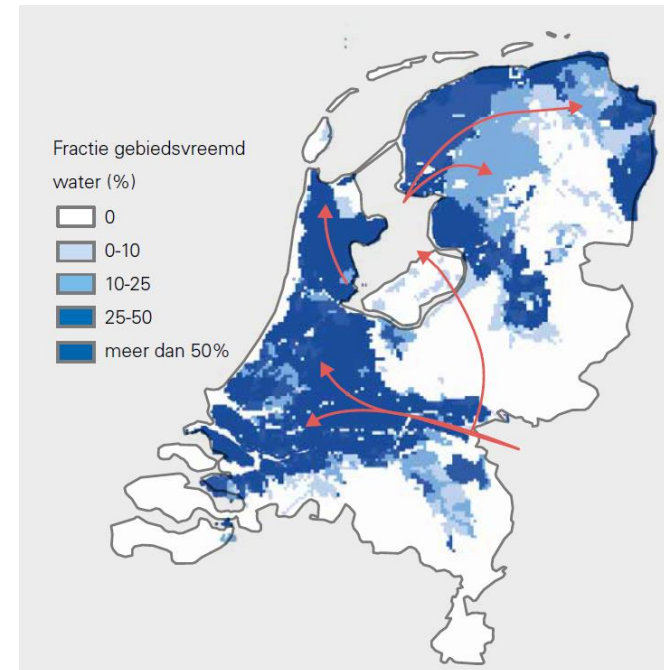 Fractie gebiedsvreemd
water (%)
0
0-10
10-25
25-50
meer dan 50%